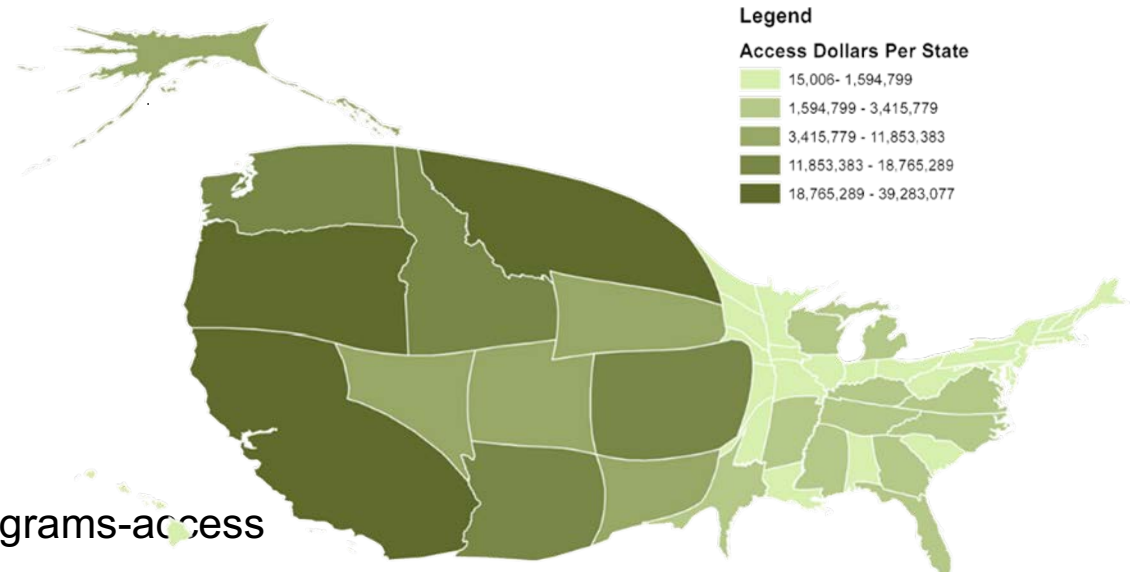 Legend
Access Dollars Per State
15,006- 1,594,799
1,594,799 - 3,415,779
3,415,779 - 11,853,383
11,853,383 - 18,765,289
18,765,289 - 39,283,077
grams-access